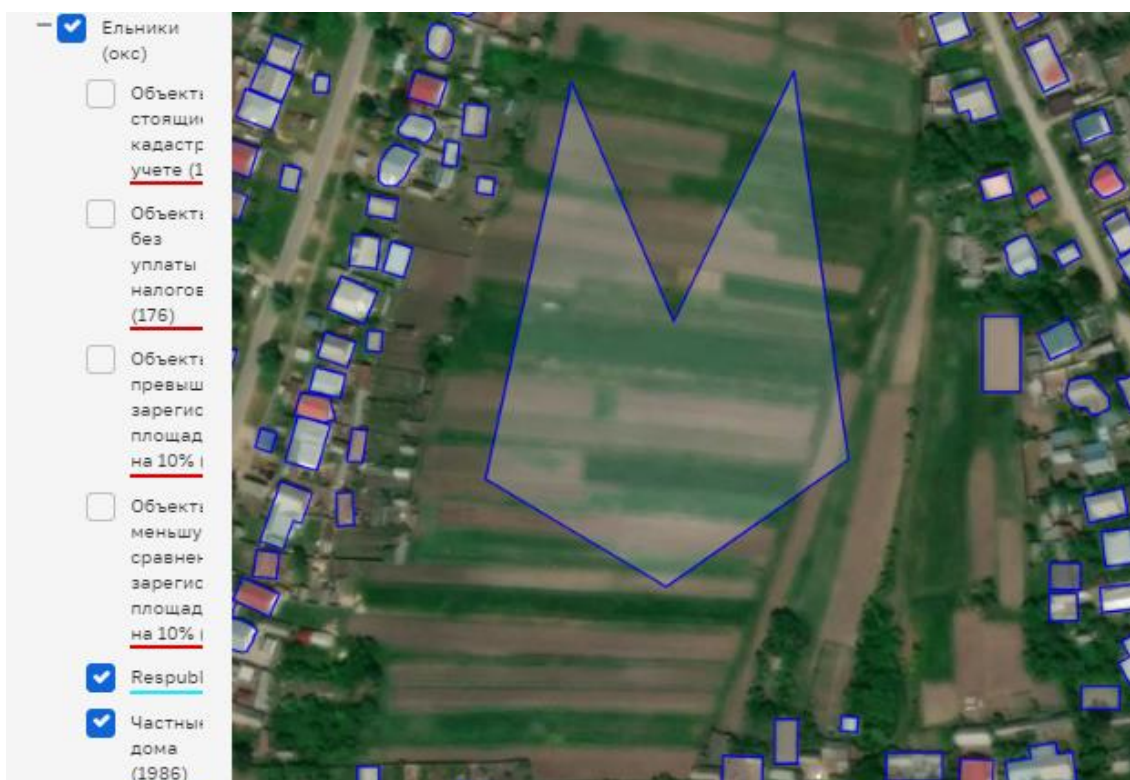 Ельники
(окс)
Объекты
стоящи
кадастр
учете (1
Объекты
без
уплаты
налогов
(176)
Объекты
превыш
зарегис
площад
на 10% (
Объекты
меньшу
сравнен
зарегис
площад
на 10% (
Respubl
Частные
дома
(1986)